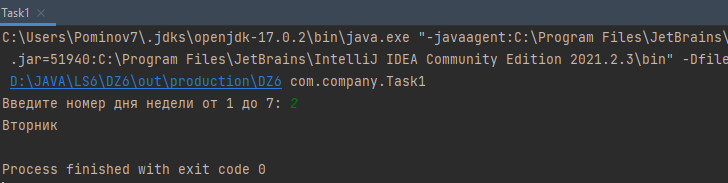 Task1
C:\Users\Pominov7\.jdks\openjdk-17.0.2\bin\java.exe "-javaagent:C:\Program Files\JetBrains\
.jar=51940:C:\Program Files\JetBrains\IntelliJ IDEA Community Edition 2021.2.3\bin" -Dfile
D:\JAVA\LS6\DZ6\out\production\DZ6 com.company.Task1
Введите номер дня недели от 1 до 7: 2
Вторник
Process finished with exit code 0